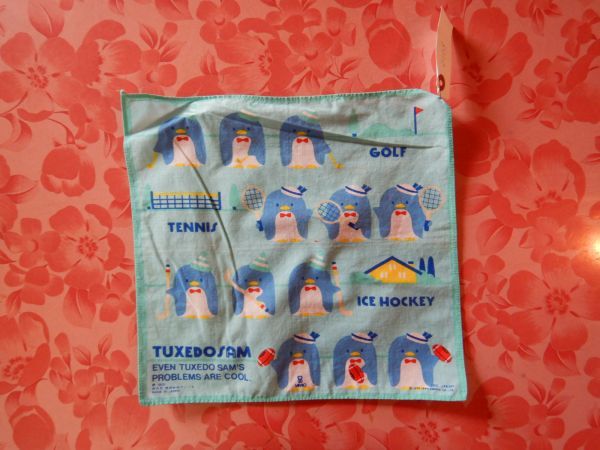 GOLF
TENNIS
ICE HOCKEY
TUXEDOSAM
EVEN TUXEDO SAM'S
PROBLEMS ARE COOL.